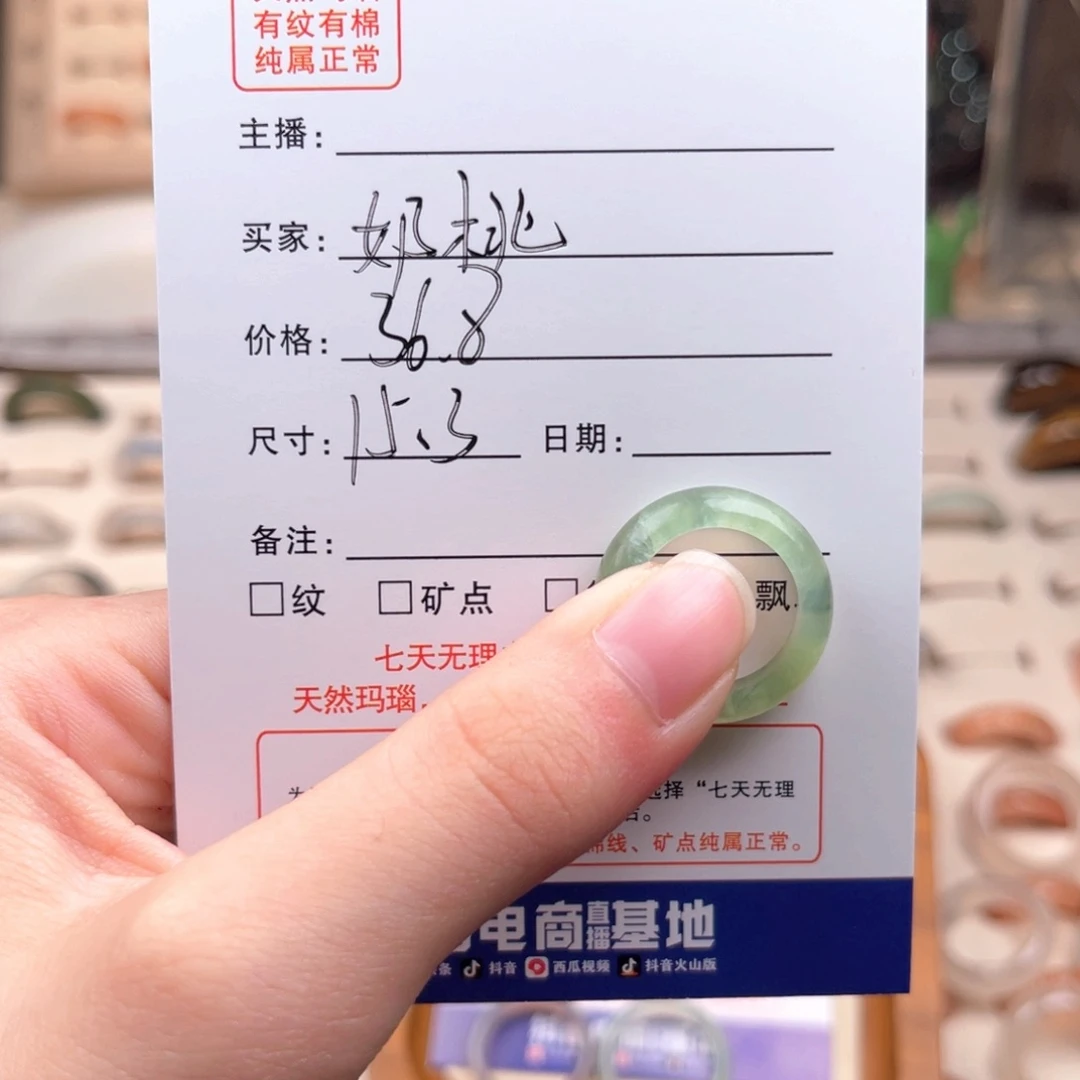 有纹有棉
纯属正常
主播:
买家: 奶桃
价格: 36.8
尺寸: 15.3 日期:
备注:
□纹 □矿点 □ 飘
七天无理
天然玛瑙
选择“七天无理
棉线、矿点纯属正常。
电商直播基地
抖音 西瓜视频 抖音火山版